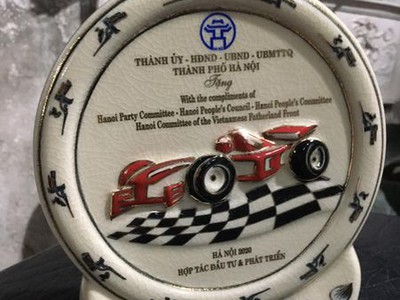 THÀNH ỦY - HĐND - UBND - UBMTTQ
THÀNH PHỐ HÀ NỘI
Tặng
With the compliments of
Hanoi Party Committee - Hanoi People's Council - Hanoi People's Committee
Hanoi Committee of the Vietnamese Fatherland Front
HÀ NỘI 2020
HỢP TÁC ĐẦU TƯ & PHÁT TRIỂN